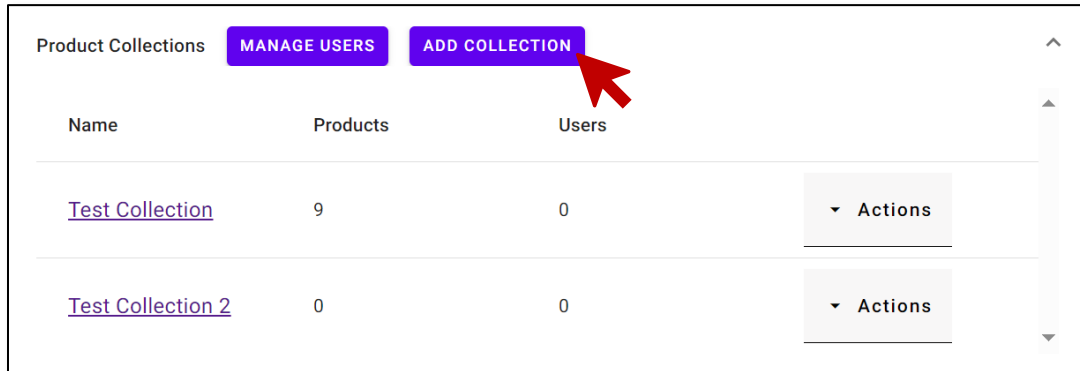 Product Collections MANAGE USERS ADD COLLECTION
Name Products Users
Test Collection 9 0 Actions
Test Collection 2 0 0 Actions